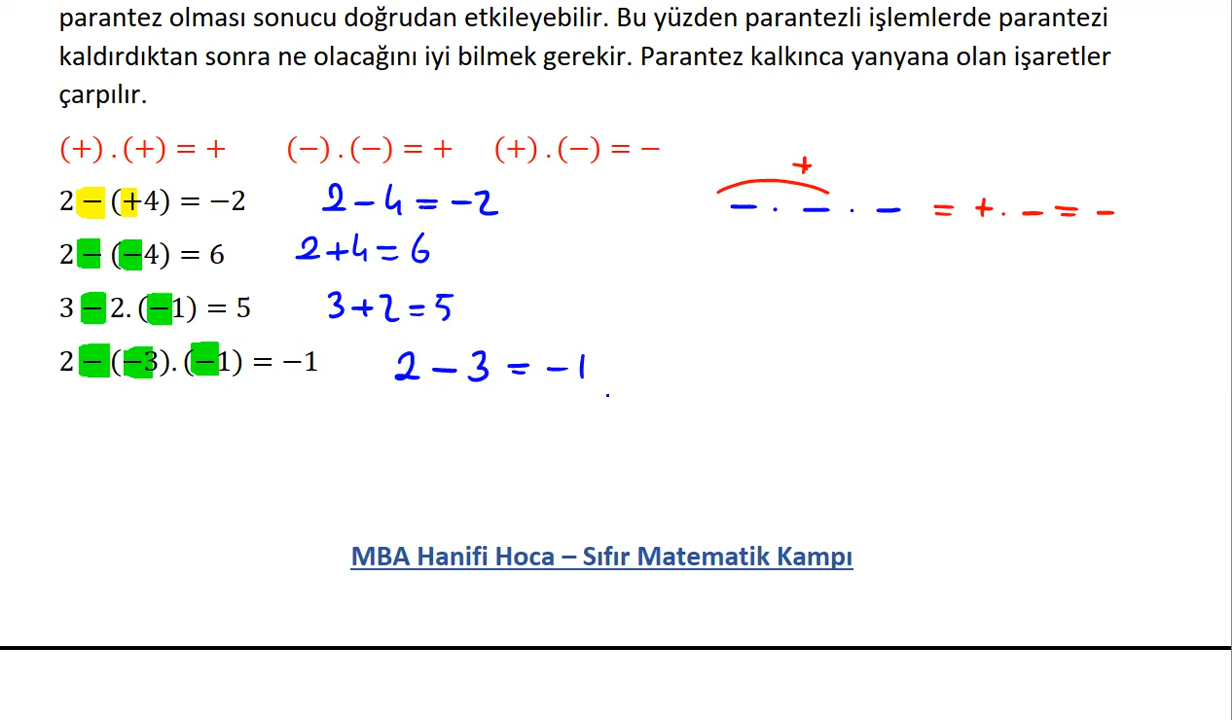 parantez olması sonucu doğrudan etkileyebilir. Bu yüzden parantezli işlemlerde parantezi
kaldırdıktan sonra ne olacağını iyi bilmek gerekir. Parantez kalkınca yanyana olan işaretler
çarpılır.
(+) . (+) = + (−) . (−) = + (+) . (−) = −
+
2 − (+4) = −2 2 − 4 = −2 − . − . − = + . − = −
2 − (−4) = 6 2 + 4 = 6
3 − 2. (−1) = 5 3 + 2 = 5
2 − (−3). (−1) = −1 2 − 3 = −1
MBA Hanifi Hoca – Sıfır Matematik Kampı